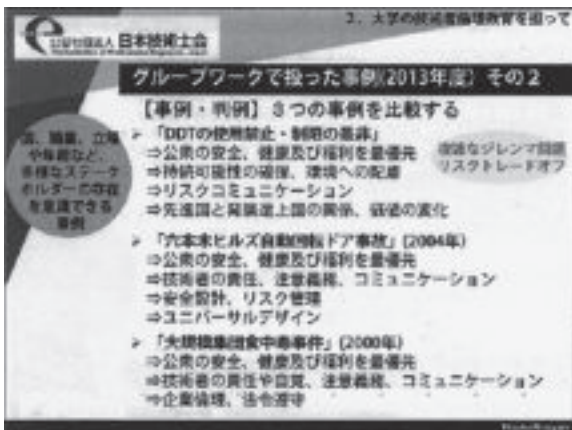 2．大学の技術者倫理教育を担って
公益社団法人 日本技術士会
グループワークで扱った事例(2013年度) その2
【事例・判例】3つの事例を比較する
➢ 「DDTの使用禁止・制限の是非」
⇒公衆の安全、健康及び福利を最優先
⇒持続可能性の確保、環境への配慮
⇒リスクコミュニケーション
⇒先進国と発展途上国の関係、価値の変化
国、職業、立場
や年齢など、
多様なステーク
ホルダーの存在
を意識できる
事例
複雑なジレンマ問題
リスクトレードオフ
➢ 「六本木ヒルズ自動回転ドア事故」(2004年)
⇒公衆の安全、健康及び福利を最優先
⇒技術者の責任、注意義務、コミュニケーション
⇒安全設計、リスク管理
⇒ユニバーサルデザイン
➢ 「大規模集団食中毒事件」(2000年)
⇒公衆の安全、健康及び福利を最優先
⇒技術者の責任や自覚、注意義務、コミュニケーション
⇒企業倫理、法令遵守